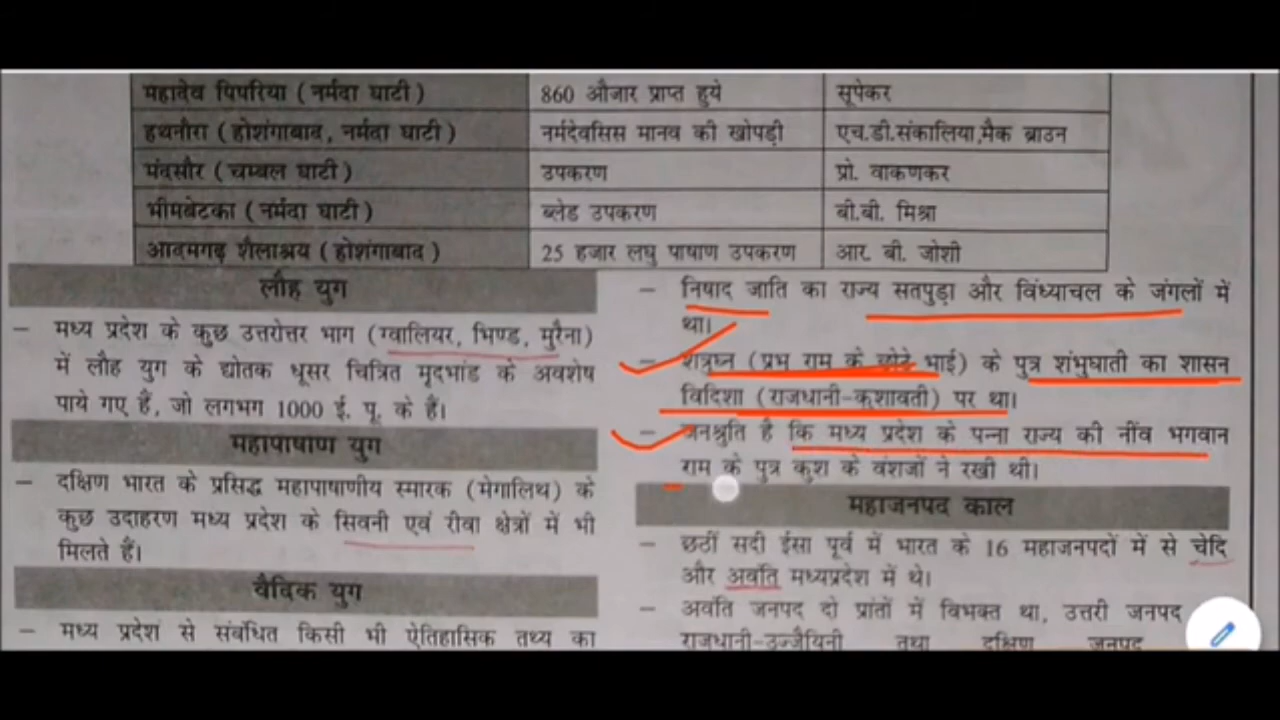 महादेव पिपरिया (नर्मदा घाटी) 860 औजार प्राप्त हुये सूपेकर
हथनौरा (होशंगाबाद, नर्मदा घाटी) नर्मदेवसिस मानव की खोपड़ी एच.डी.संकालिया,मैक ब्राउन
मंदसौर (चम्बल घाटी) उपकरण प्रो. वाकणकर
भीमबेटका (नर्मदा घाटी) ब्लेड उपकरण बी.बी. मिश्रा
आदमगढ़ शैलाश्रय (होशंगाबाद) 25 हजार लघु पाषाण उपकरण आर. बी. जोशी
लौह युग
– मध्य प्रदेश के कुछ उत्तरोत्तर भाग (ग्वालियर, भिण्ड, मुरैना)
में लौह युग के द्योतक धूसर चित्रित मृदभांड के अवशेष
पाये गए हैं, जो लगभग 1000 ई. पू. के हैं।
महापाषाण युग
– दक्षिण भारत के प्रसिद्ध महापाषाणीय स्मारक (मेगालिथ) के
कुछ उदाहरण मध्य प्रदेश के सिवनी एवं रीवा क्षेत्रों में भी
मिलते हैं।
वैदिक युग
– मध्य प्रदेश से संबंधित किसी भी ऐतिहासिक तथ्य का
– निषाद जाति का राज्य सतपुड़ा और विंध्याचल के जंगलों में
था।
– शत्रुघ्न (प्रभु राम के छोटे भाई) के पुत्र शंभुघाती का शासन
विदिशा (राजधानी-कुशावती) पर था।
– जनश्रुति है कि मध्य प्रदेश के पन्ना राज्य की नींव भगवान
राम के पुत्र कुश के वंशजों ने रखी थी।
महाजनपद काल
– छठीं सदी ईसा पूर्व में भारत के 16 महाजनपदों में से चेदि
और अवंति मध्यप्रदेश में थे।
– अवंति जनपद दो प्रांतों में विभक्त था, उत्तरी जनपद
राजधानी-उज्जैयिनी तथा दक्षिण जनपद